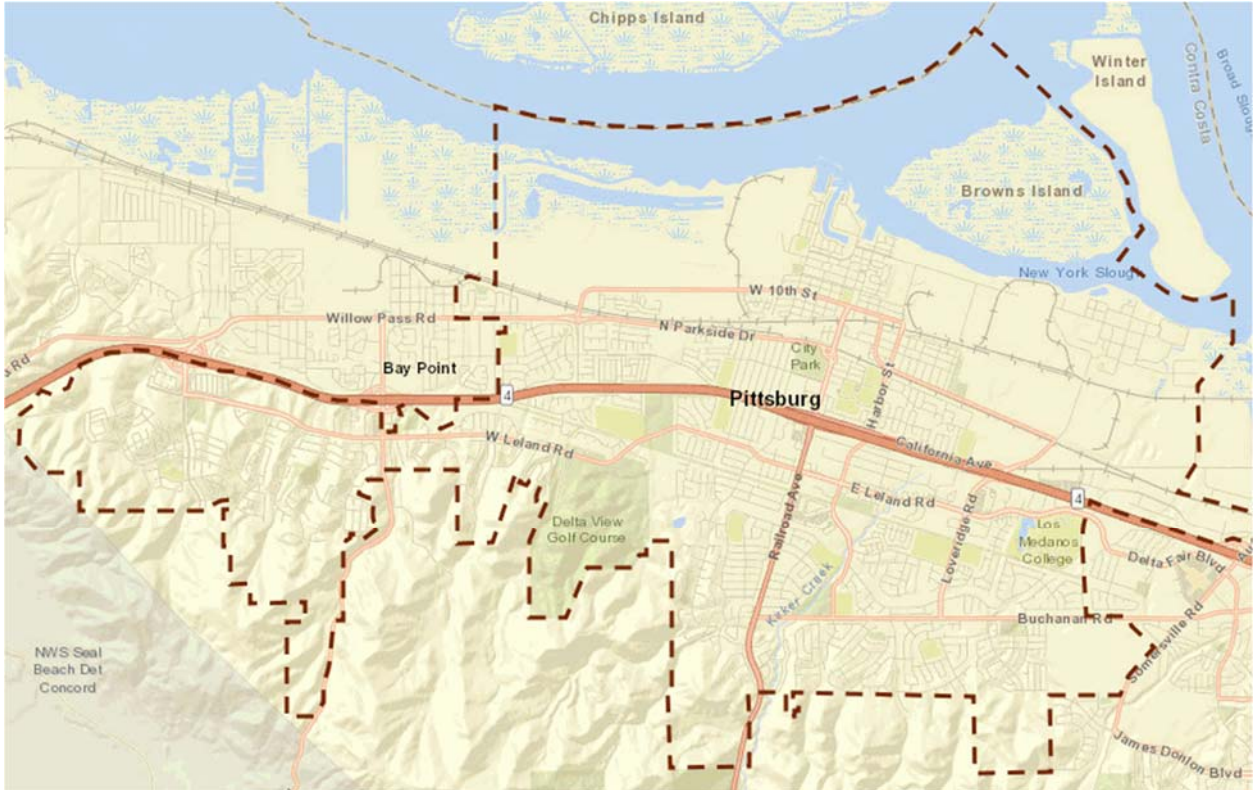 Chipps Island
Winter
Island
Contra Costa
Broad Slough
Browns Island
New York Slough
W 10th St
Willow Pass Rd
N Parkside Dr
City
Park
Bay Point
4
Pittsburg
Harbor St
W Leland Rd
California Ave
4
E Leland Rd
Railroad Ave
Loveridge Rd
Delta View
Golf Course
Los
Medanos
College
Delta Fair Blvd
Kirker Creek
Buchanan Rd
Somersville Rd
NWS Seal
Beach Det
Concord
James Donlon Blvd